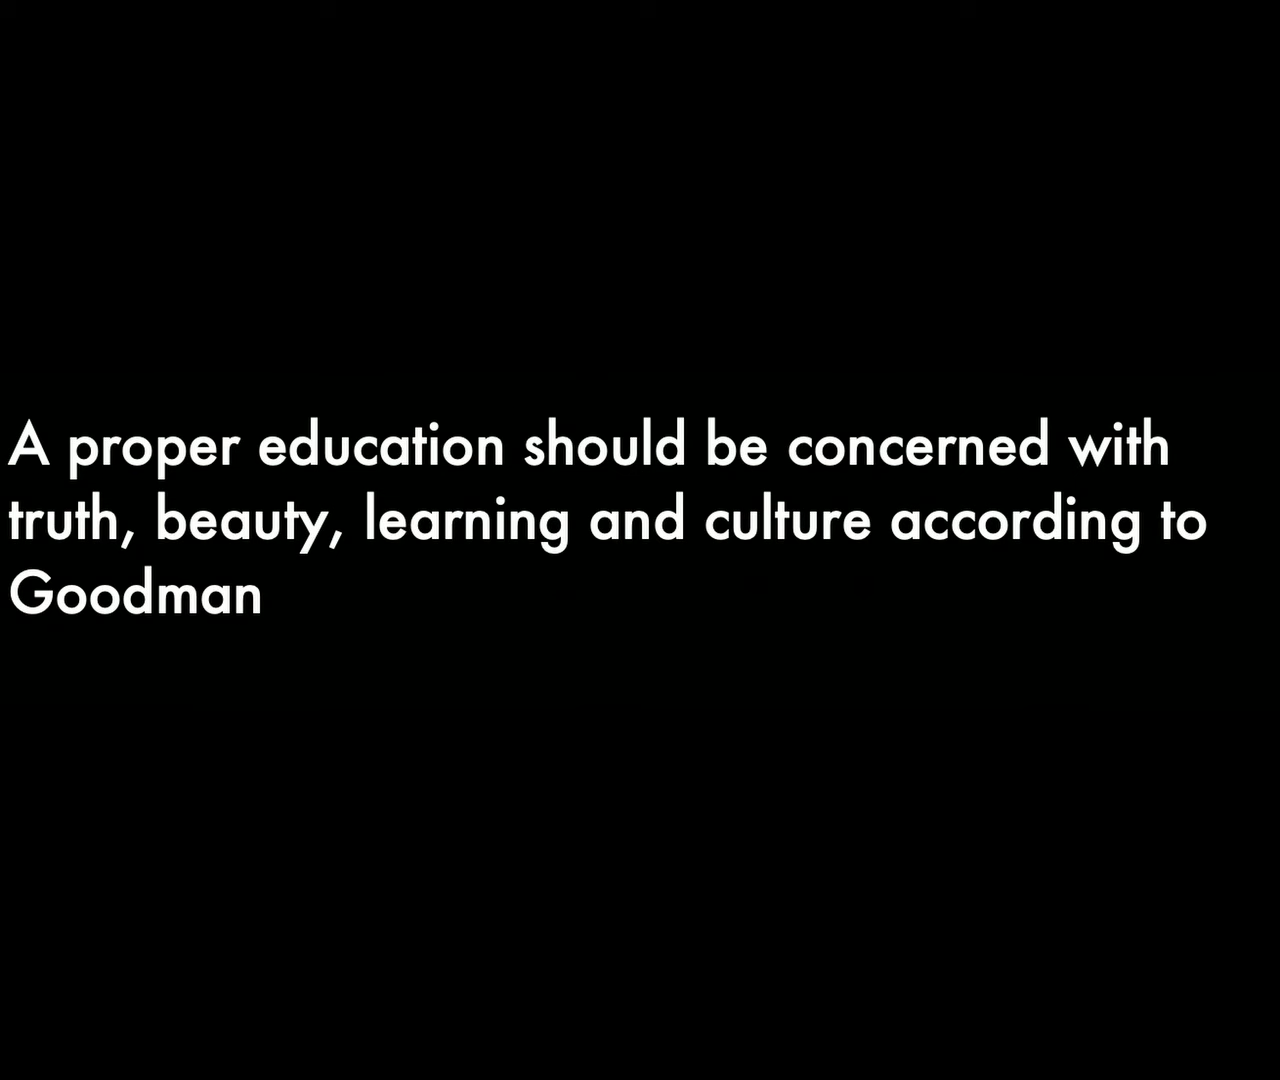 A proper education should be concerned with
truth, beauty, learning and culture according to
Goodman